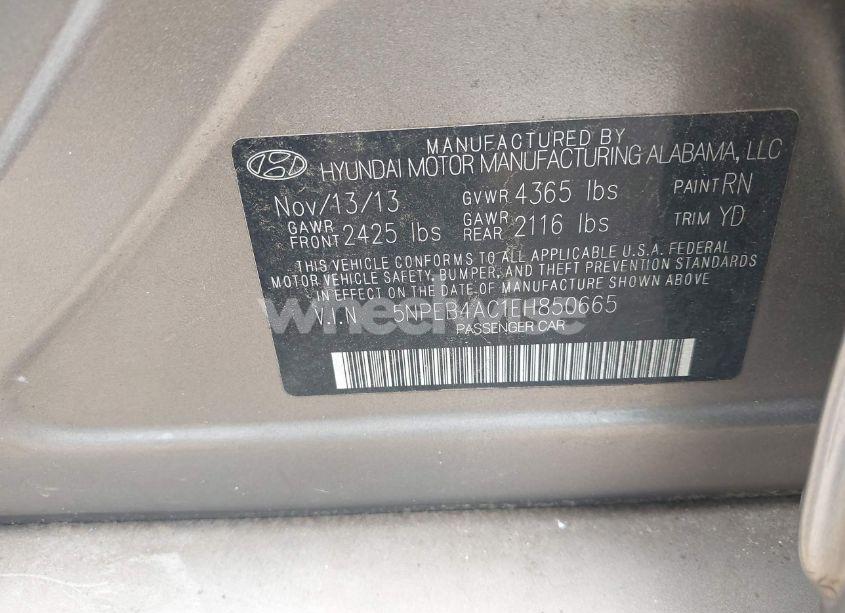 MANUFACTURED BY
HYUNDAI MOTOR MANUFACTURING ALABAMA, LLC
Nov/13/13 GVWR 4365 lbs PAINT RN
GAWR FRONT 2425 lbs GAWR REAR 2116 lbs TRIM YD
THIS VEHICLE CONFORMS TO ALL APPLICABLE U.S.A. FEDERAL
MOTOR VEHICLE SAFETY, BUMPER, AND THEFT PREVENTION STANDARDS
IN EFFECT ON THE DATE OF MANUFACTURE SHOWN ABOVE
V.I.N 5NPEB4AC1EH850665
wheelwise
PASSENGER CAR